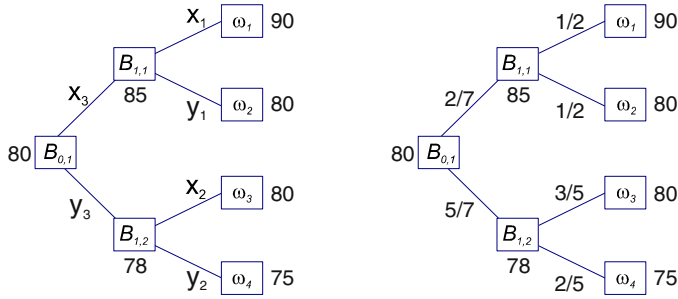 x₁ ω₁ 90
B₁,₁
85
x₃ y₁ ω₂ 80
80 B₀,₁
y₃ x₂ ω₃ 80
B₁,₂
78
y₂ ω₄ 75
1/2 ω₁ 90
B₁,₁
85
2/7 1/2 ω₂ 80
80 B₀,₁
5/7 3/5 ω₃ 80
B₁,₂
78
2/5 ω₄ 75